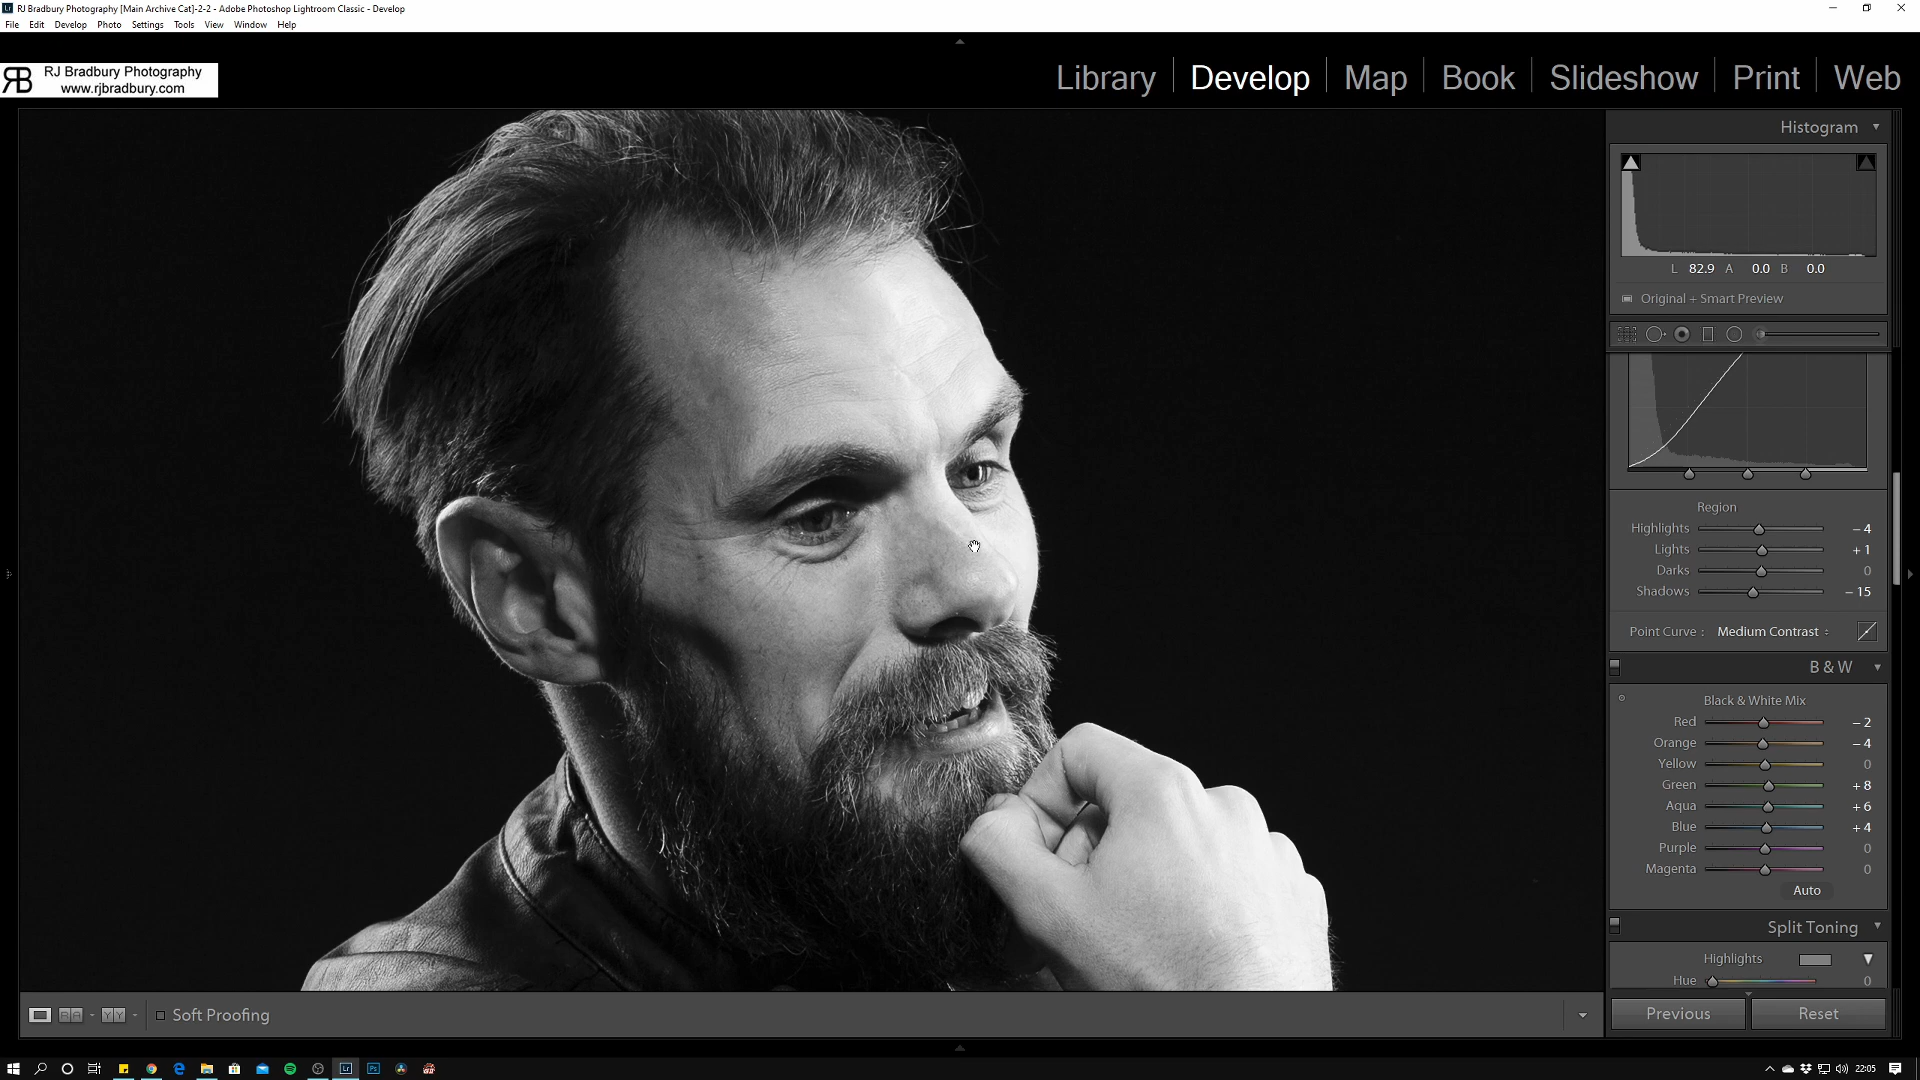 RJ Bradbury Photography [Main Archive Cat]-2-2 - Adobe Photoshop Lightroom Classic - Develop
File Edit Develop Photo Settings Tools View Window Help
RB RJ Bradbury Photography
www.rjbradbury.com
Library Develop Map Book Slideshow Print Web
Histogram
L 82.9 A 0.0 B 0.0
Original + Smart Preview
Region
Highlights - 4
Lights + 1
Darks 0
Shadows - 15
Point Curve : Medium Contrast
B & W
Black & White Mix
Red - 2
Orange - 4
Yellow 0
Green + 8
Aqua + 6
Blue + 4
Purple 0
Magenta 0
Auto
Split Toning
Highlights
Hue 0
Soft Proofing
Previous Reset
Lr Ps 22:05